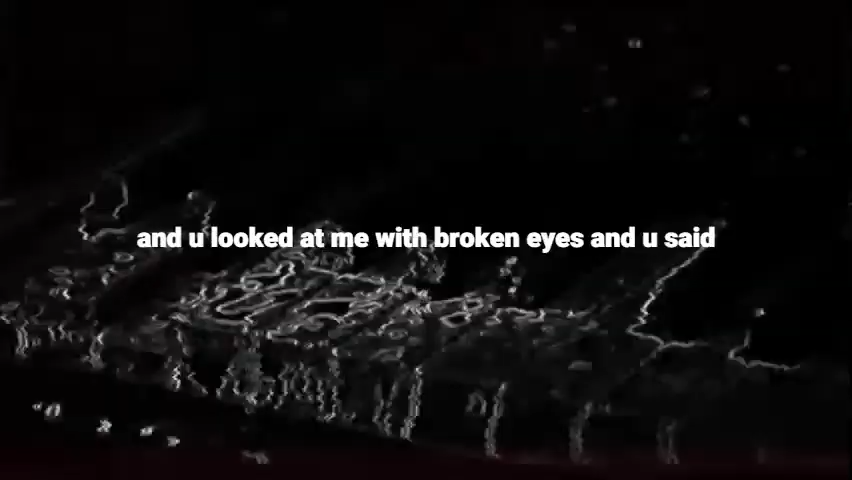 and u looked at me with broken eyes and u said